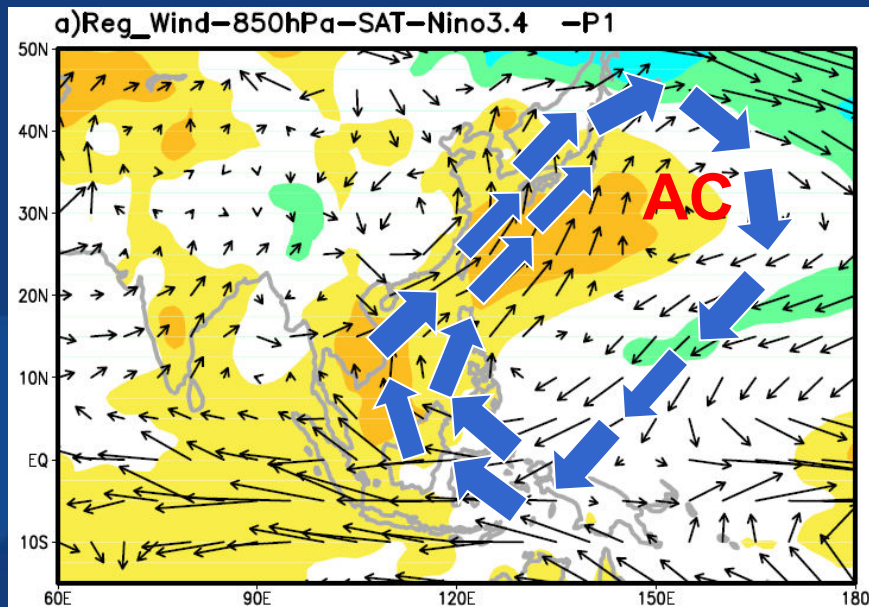 a)Reg_Wind-850hPa-SAT-Nino3.4 -P1
50N
40N
AC
30N
20N
10N
EQ
10S
60E 90E 120E 150E 180